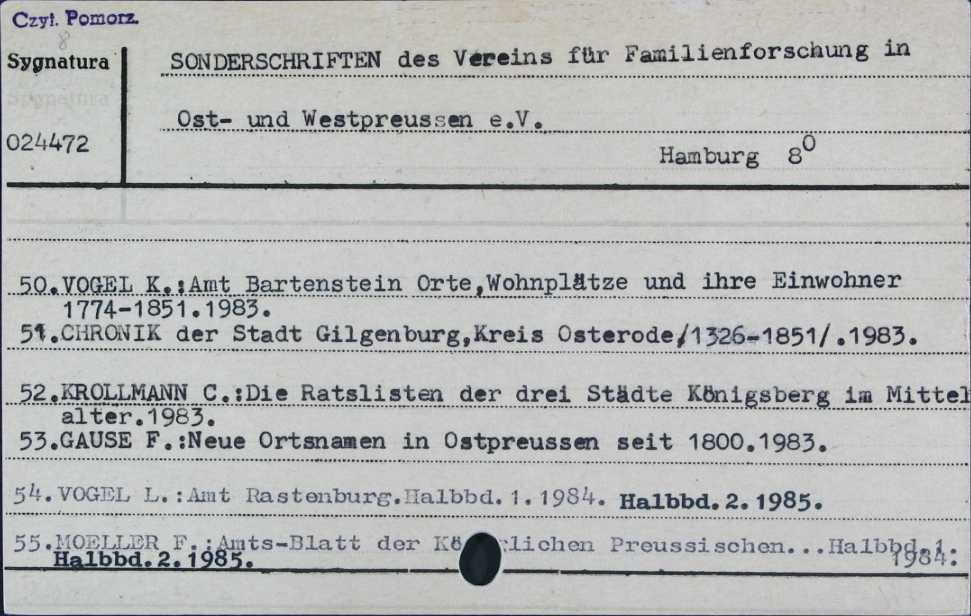 Czyt. Pomorz.
8
Sygnatura
Sygnatura
024472
SONDERSCHRIFTEN des Vereins für Familienforschung in
Ost- und Westpreussen e.V.
Hamburg 8⁰
50.VOGEL K.:Amt Bartenstein Orte,Wohnplätze und ihre Einwohner
1774-1851.1983.
51.CHRONIK der Stadt Gilgenburg,Kreis Osterode/1326-1851/.1983.
52.KROLLMANN C.:Die Ratslisten der drei Städte Königsberg im Mittel
alter.1983.
53.GAUSE F.:Neue Ortsnamen in Ostpreussen seit 1800.1983.
54.VOGEL L.:Amt Rastenburg.Halbbd.1.1984. Halbbd.2.1985.
55.MOELLER F.:Amts-Blatt der Kö glichen Preussischen...Halbbd.1.
1984.
Halbbd.2.1985.